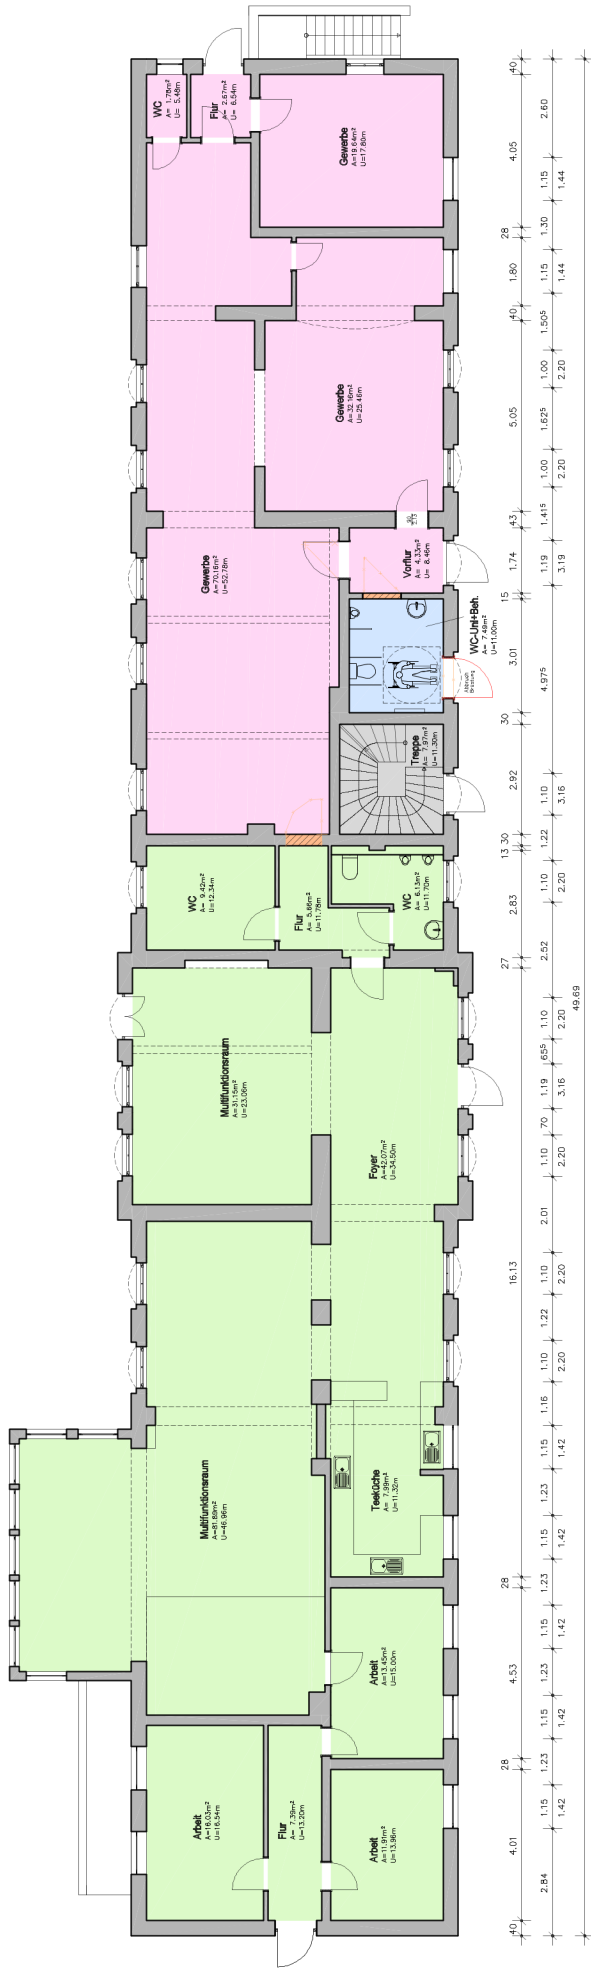 WC
A= 1.76m²
U= 5.48m
Flur
A= 2.67m²
U= 6.54m
Gewerbe
A=19.64m²
U=17.80m
Gewerbe
A=32.16m²
U=25.46m
Gewerbe
A=70.16m²
U=52.78m
90
2.13
Vorflur
A= 4.33m²
U= 8.46m
WC-Uni+Beh.
A= 7.49m²
U=11.00m
Abbruch
Brüstung
Treppe
A= 7.97m²
U=11.30m
WC
A= 9.42m²
U=12.34m
Flur
A= 5.66m²
U=11.78m
WC
A= 6.13m²
U=11.70m
Multifunktionsraum
A=31.15m²
U=23.06m
Foyer
A=42.07m²
U=34.50m
Multifunktionsraum
A=81.89m²
U=46.96m
Teeküche
A= 7.99m²
U=11.32m
Arbeit
A=13.45m²
U=15.00m
Arbeit
A=16.03m²
U=16.54m
Flur
A= 7.39m²
U=13.20m
Arbeit
A=11.91m²
U=13.96m
40
4.01
28
4.53
28
16.13
27
2.83
13
30
2.92
30
3.01
15
1.74
43
5.05
40
1.80
28
4.05
40
2.84
1.15
1.42
1.23
1.15
1.42
1.23
1.15
1.42
1.23
1.15
1.42
1.23
1.15
1.42
1.16
1.10
2.20
1.22
1.10
2.20
2.01
1.10
2.20
70
1.19
3.16
65⁵
1.10
2.20
2.52
1.10
2.20
1.22
1.10
3.16
4.97⁵
1.19
3.19
1.41⁵
1.00
2.20
1.62⁵
1.00
2.20
1.50⁵
1.15
1.44
1.30
1.15
1.44
2.60
49.69